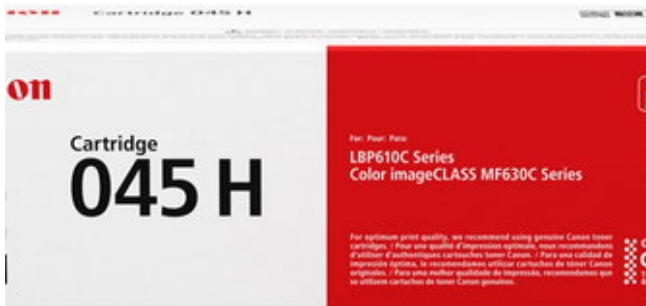 Cartridge 045 H
on
Cartridge
045 H
For: Pour: Para:
LBP610C Series
Color imageCLASS MF630C Series
For optimum print quality, we recommend using genuine Canon toner
cartridges. / Pour une qualité d'impression optimale, nous recommandons
d'utiliser d'authentiques cartouches toner Canon. / Para una calidad de
impresión óptima, le recomendamos utilizar cartuchos de tóner Canon
originales. / Para uma melhor qualidade de impressão, recomendamos que
se utilizem cartuchos de tóner Canon genuínos.